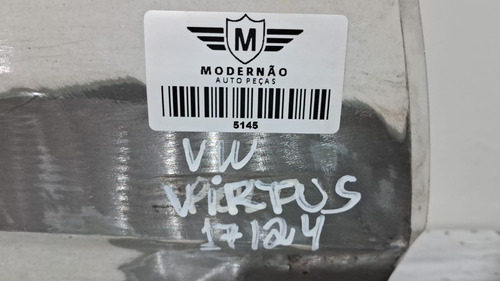 M
MODERNÃO
AUTO PEÇAS
5145
VW
VIRTUS
17/24